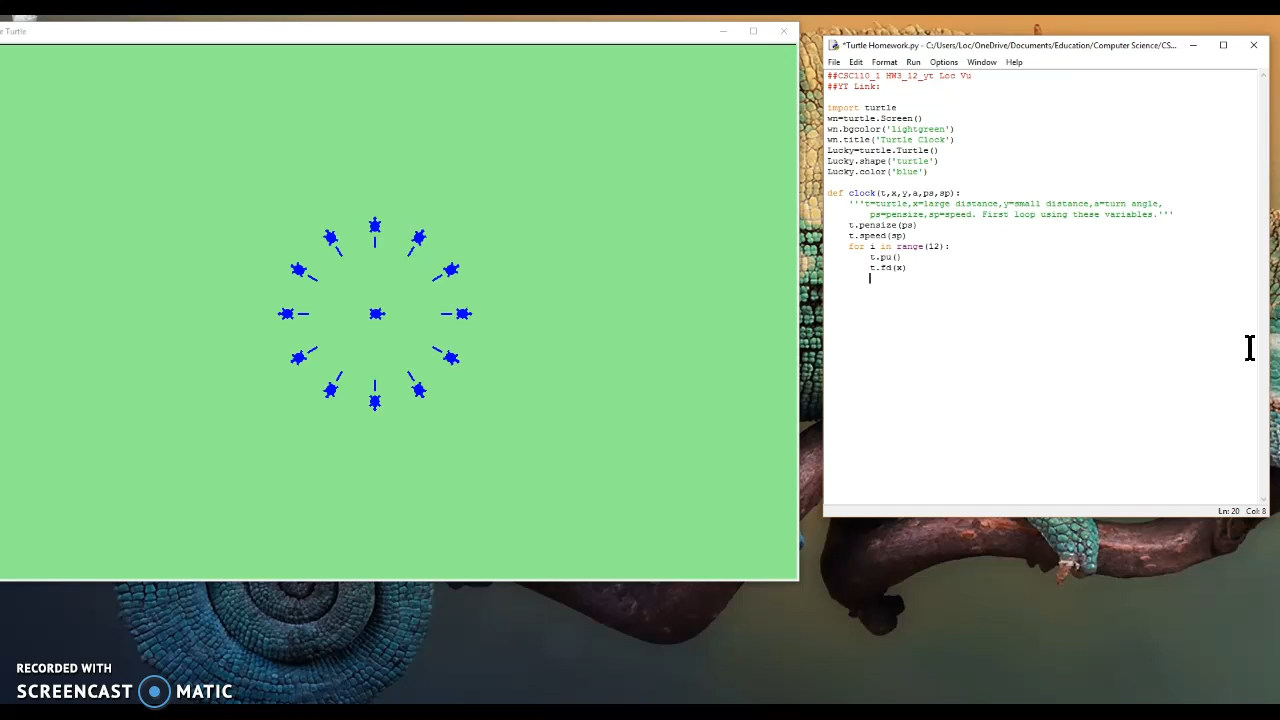 e Turtle
*Turtle Homework.py - C:/Users/Loc/OneDrive/Documents/Education/Computer Science/CS...
File Edit Format Run Options Window Help
##CSC110_1 HW3_12_yt Loc Vu
##YT Link:
import turtle
wn=turtle.Screen()
wn.bgcolor('lightgreen')
wn.title('Turtle Clock')
Lucky=turtle.Turtle()
Lucky.shape('turtle')
Lucky.color('blue')
def clock(t,x,y,a,ps,sp):
'''t=turtle,x=large distance,y=small distance,a=turn angle,
ps=pensize,sp=speed. First loop using these variables.'''
t.pensize(ps)
t.speed(sp)
for i in range(12):
t.pu()
t.fd(x)
Ln: 20 Col: 8
RECORDED WITH
SCREENCAST MATIC